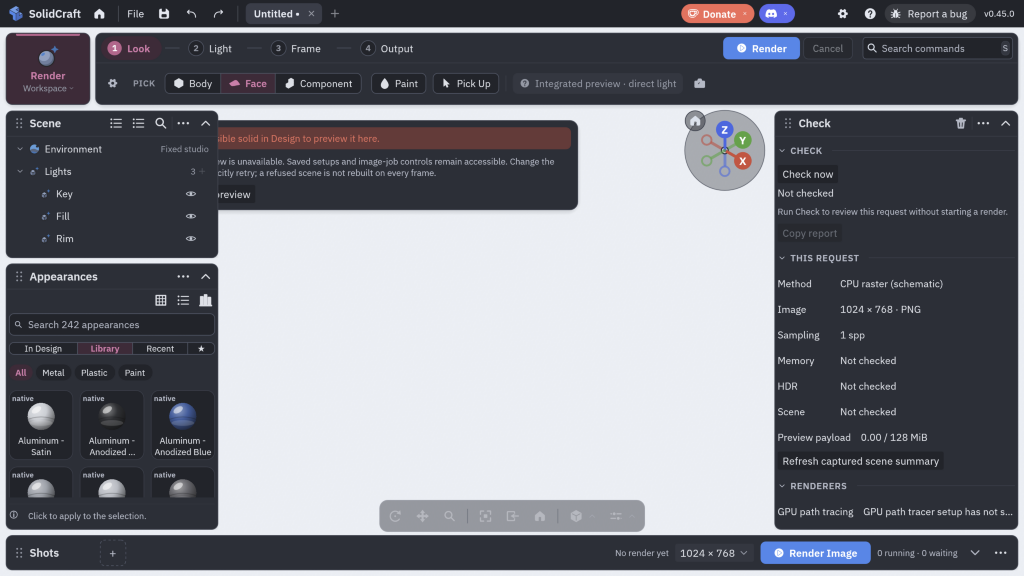 SolidCraft
File
Untitled •
Donate
Report a bug
v0.45.0
Render
Workspace
1 Look
2 Light
3 Frame
4 Output
Render
Cancel
Search commands
S
PICK
Body
Face
Component
Paint
Pick Up
Integrated preview · direct light
Scene
Environment
Fixed studio
Lights
3
Key
Fill
Rim
ible solid in Design to preview it here.
w is unavailable. Saved setups and image-job controls remain accessible. Change the
citly retry; a refused scene is not rebuilt on every frame.
preview
Z
Y
X
Appearances
Search 242 appearances
In Design
Library
Recent
★
All
Metal
Plastic
Paint
native
native
native
Aluminum - Satin
Aluminum - Anodized ...
Aluminum - Anodized Blue
native
native
native
Click to apply to the selection.
Check
CHECK
Check now
Not checked
Run Check to review this request without starting a render.
Copy report
THIS REQUEST
Method CPU raster (schematic)
Image 1024 × 768 · PNG
Sampling 1 spp
Memory Not checked
HDR Not checked
Scene Not checked
Preview payload 0.00 / 128 MiB
Refresh captured scene summary
RENDERERS
GPU path tracing GPU path tracer setup has not s...
Shots
+
No render yet
1024 × 768
Render Image
0 running · 0 waiting